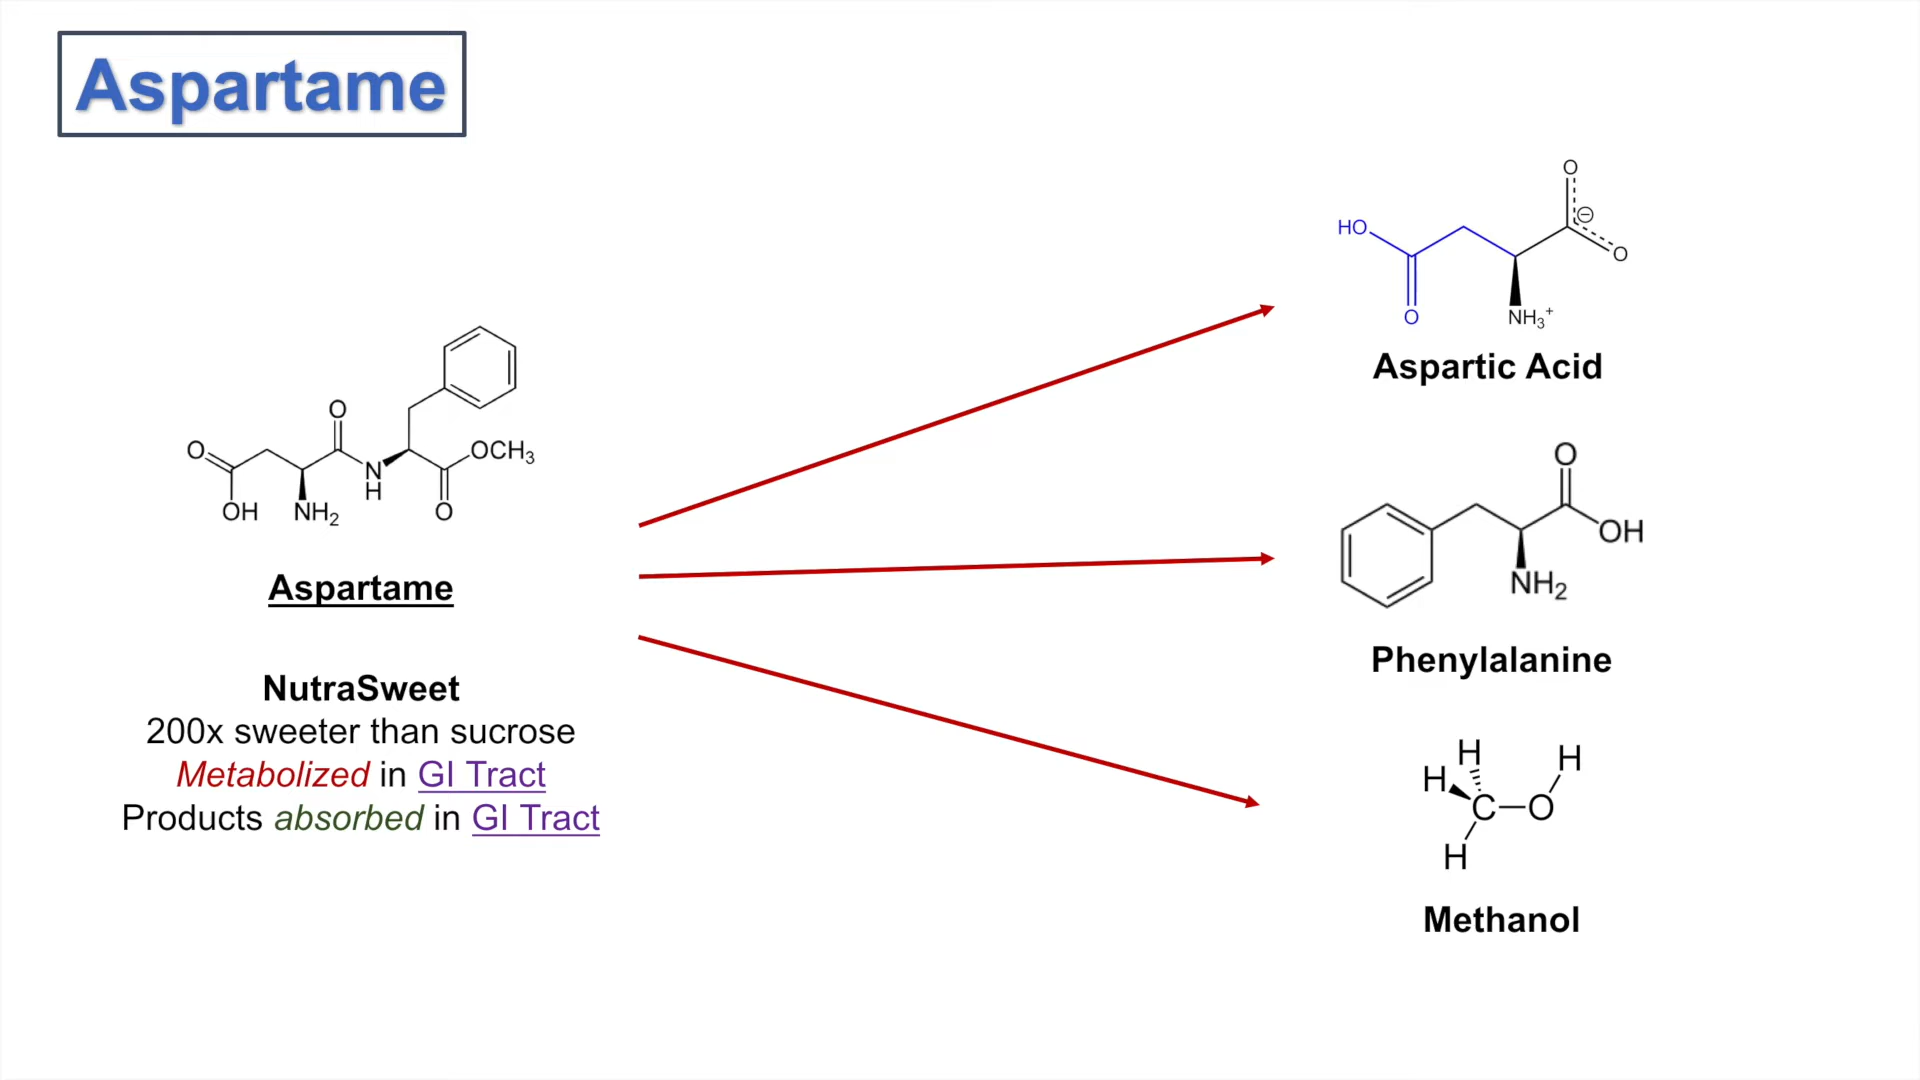 Aspartame
O
OCH3
O
N
H
OH
NH2
O
Aspartame
NutraSweet
200x sweeter than sucrose
Metabolized in GI Tract
Products absorbed in GI Tract
O
HO
O
O
NH3+
Aspartic Acid
O
OH
NH2
Phenylalanine
H
H
H
C
O
H
Methanol